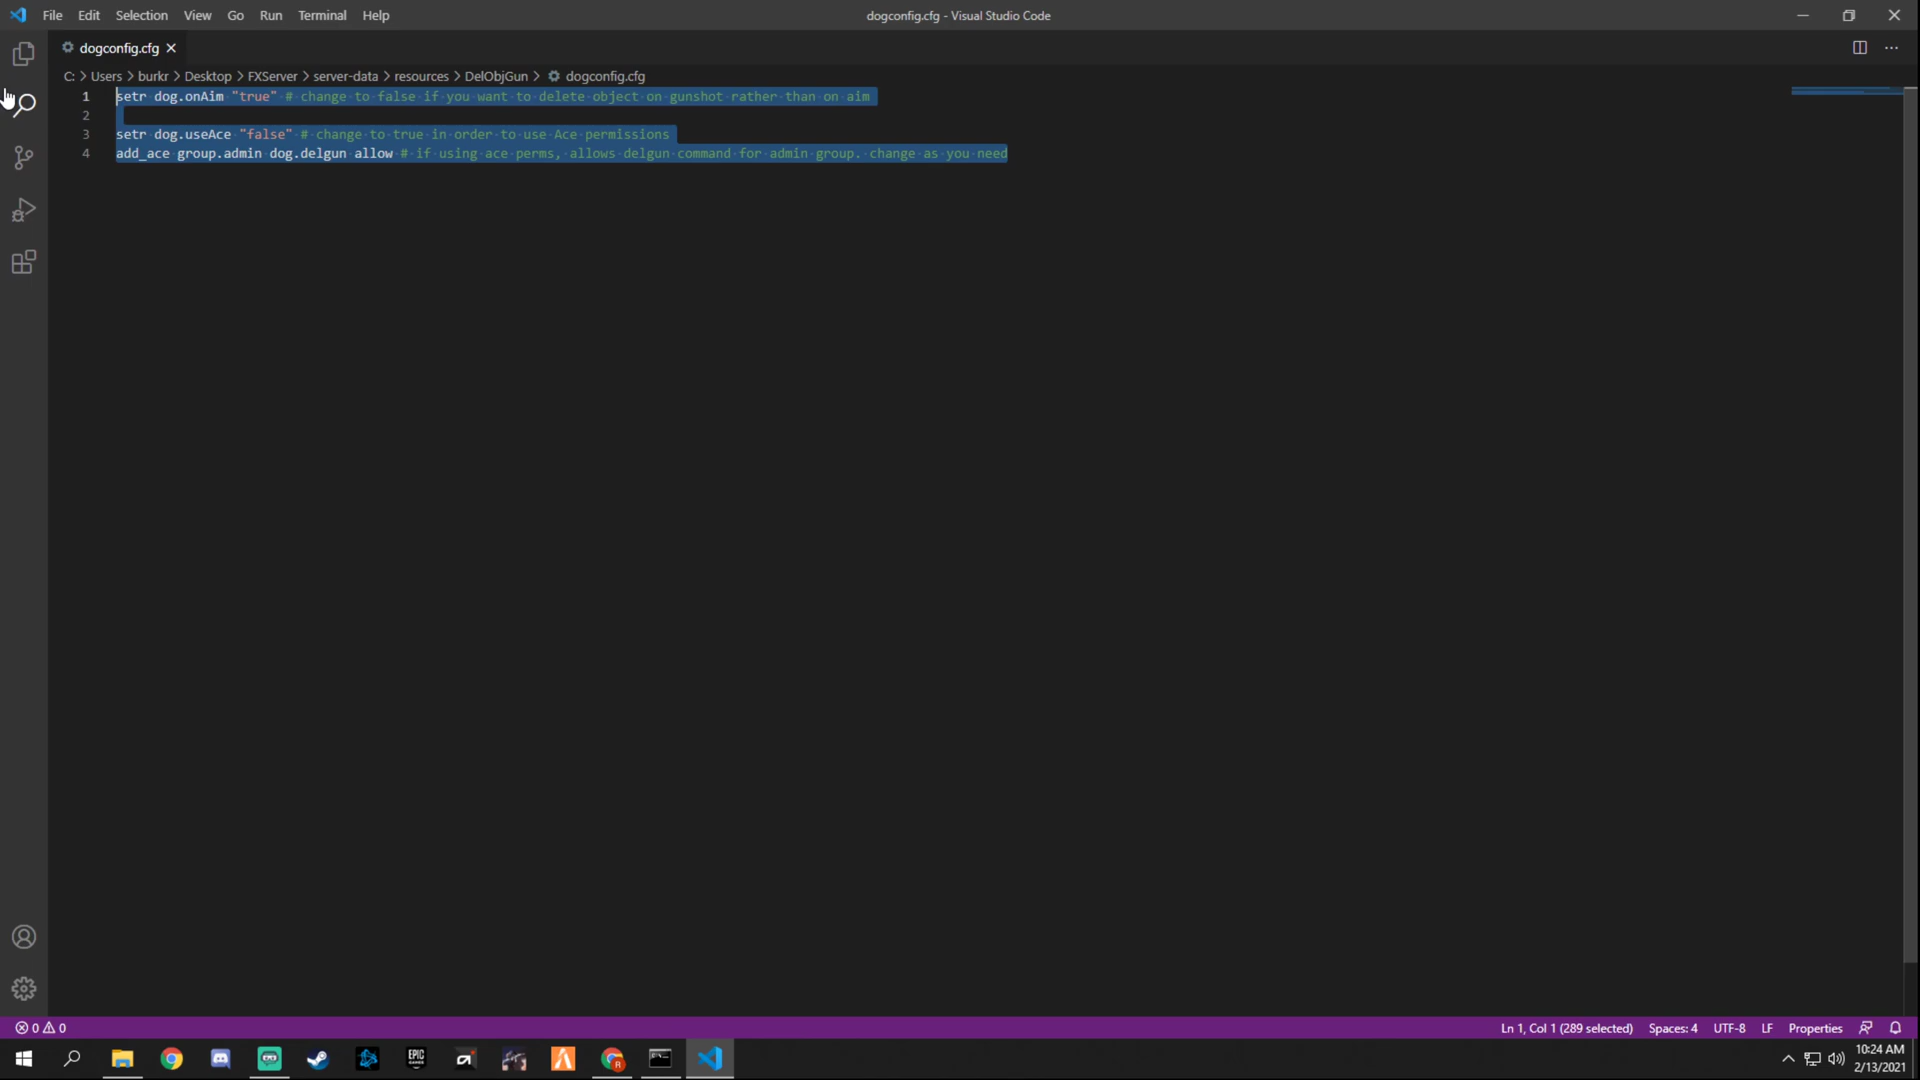 File Edit Selection View Go Run Terminal Help
dogconfig.cfg - Visual Studio Code
dogconfig.cfg
C: > Users > burkr > Desktop > FXServer > server-data > resources > DelObjGun > dogconfig.cfg
1 setr dog.onAim "true" # change to false if you want to delete object on gunshot rather than on aim
2
3 setr dog.useAce "false" # change to true in order to use Ace permissions
4 add_ace group.admin dog.delgun allow # if using ace perms, allows delgun command for admin group. change as you need
0 0
Ln 1, Col 1 (289 selected) Spaces: 4 UTF-8 LF Properties
EPIC GAMES
R
10:24 AM
2/13/2021